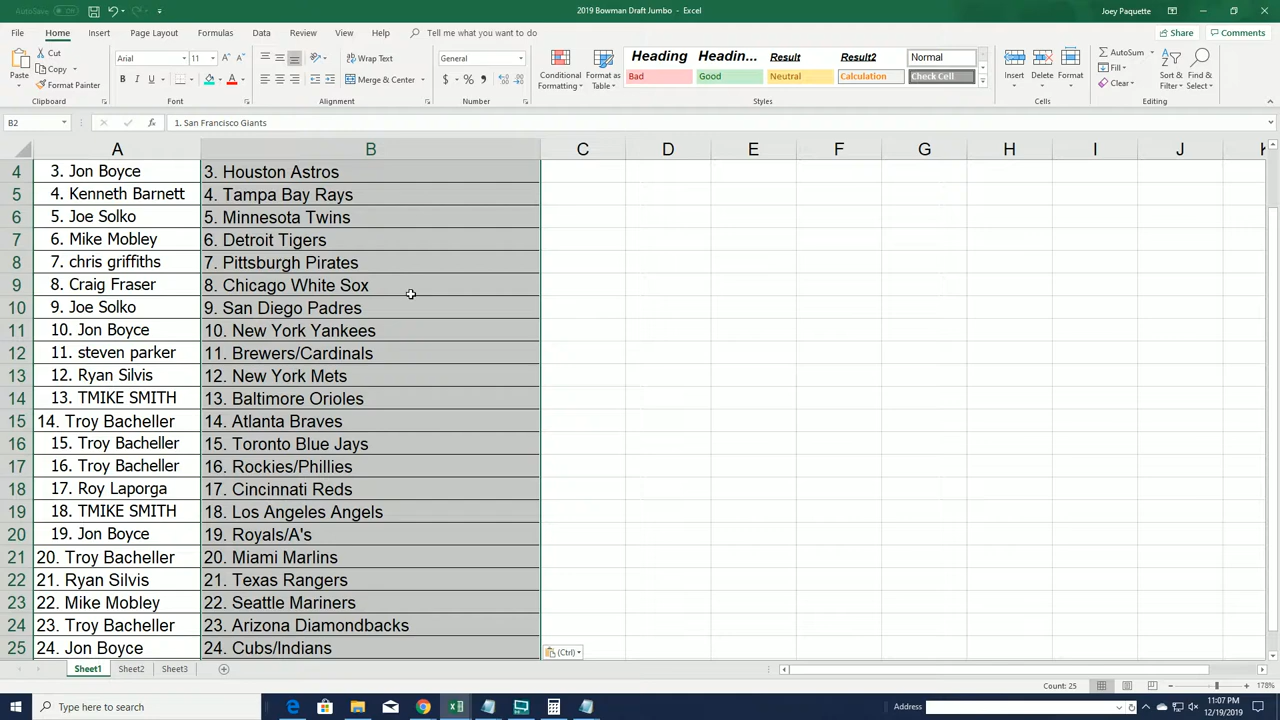 AutoSave Off
2019 Bowman Draft Jumbo - Excel
Joey Paquette
File Home Insert Page Layout Formulas Data Review View Help Tell me what you want to do
Share Comments
Paste
Cut
Copy
Format Painter
Clipboard
Arial 11
B I U
Font
Wrap Text
Merge & Center
Alignment
General
$ % ,
Number
Conditional Formatting
Format as Table
Heading Headin... Result Result2 Normal
Bad Good Neutral Calculation Check Cell
Styles
Insert Delete Format
Cells
AutoSum
Fill
Clear
Sort & Filter
Find & Select
Editing
B2 fx 1. San Francisco Giants
A B C D E F G H I J K
4 3. Jon Boyce 3. Houston Astros
5 4. Kenneth Barnett 4. Tampa Bay Rays
6 5. Joe Solko 5. Minnesota Twins
7 6. Mike Mobley 6. Detroit Tigers
8 7. chris griffiths 7. Pittsburgh Pirates
9 8. Craig Fraser 8. Chicago White Sox
10 9. Joe Solko 9. San Diego Padres
11 10. Jon Boyce 10. New York Yankees
12 11. steven parker 11. Brewers/Cardinals
13 12. Ryan Silvis 12. New York Mets
14 13. TMIKE SMITH 13. Baltimore Orioles
15 14. Troy Bacheller 14. Atlanta Braves
16 15. Troy Bacheller 15. Toronto Blue Jays
17 16. Troy Bacheller 16. Rockies/Phillies
18 17. Roy Laporga 17. Cincinnati Reds
19 18. TMIKE SMITH 18. Los Angeles Angels
20 19. Jon Boyce 19. Royals/A's
21 20. Troy Bacheller 20. Miami Marlins
22 21. Ryan Silvis 21. Texas Rangers
23 22. Mike Mobley 22. Seattle Mariners
24 23. Troy Bacheller 23. Arizona Diamondbacks
25 24. Jon Boyce 24. Cubs/Indians
(Ctrl)
Sheet1 Sheet2 Sheet3
Count: 25
178%
Type here to search
Address
11:07 PM
12/19/2019